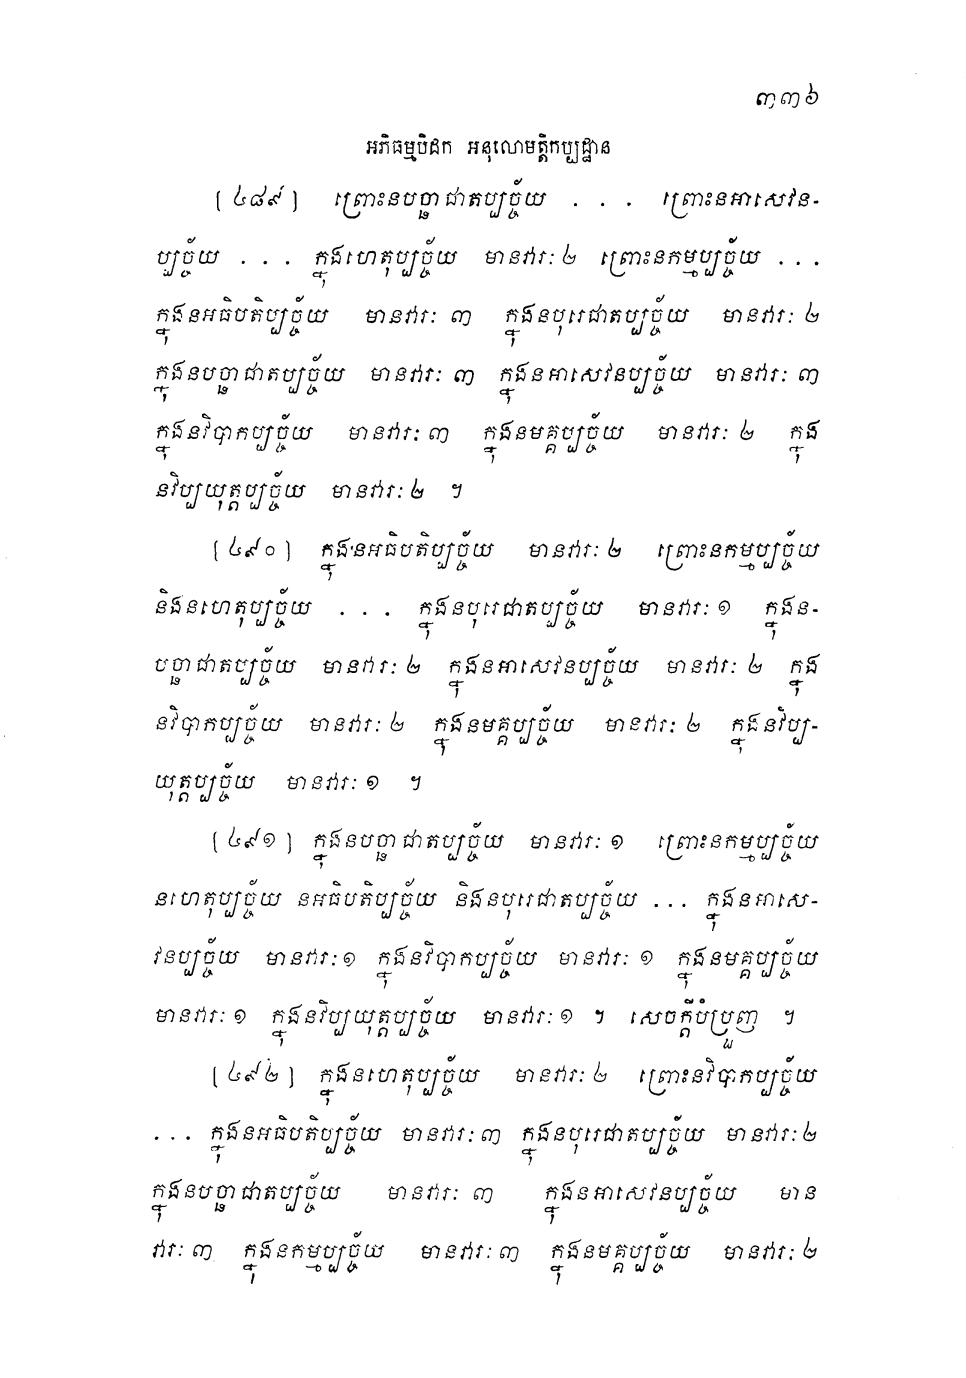 ៣៣៦
អភិធម្មបិដក អនុលោមត្តិកប្បដ្ឋាន
[៤៨៩] ព្រោះនបច្ឆាជាតប្បច្ច័យ . . . ព្រោះនអាសេវន-
ប្បច្ច័យ . . . ក្នុងហេតុប្បច្ច័យ មានវារៈ ២ ព្រោះនកម្មប្បច្ច័យ . . .
ក្នុងនអធិបតិប្បច្ច័យ មានវារៈ ៣ ក្នុងនបុរេជាតប្បច្ច័យ មានវារៈ ២
ក្នុងនបច្ឆាជាតប្បច្ច័យ មានវារៈ ៣ ក្នុងនអាសេវនប្បច្ច័យ មានវារៈ ៣
ក្នុងនវិបាកប្បច្ច័យ មានវារៈ ៣ ក្នុងនមគ្គប្បច្ច័យ មានវារៈ ២ ក្នុង
នវិប្បយុត្តប្បច្ច័យ មានវារៈ ២ ។
[៤៩០] ក្នុងនអធិបតិប្បច្ច័យ មានវារៈ ២ ព្រោះនកម្មប្បច្ច័យ
និងនហេតុប្បច្ច័យ . . . ក្នុងនបុរេជាតប្បច្ច័យ មានវារៈ ១ ក្នុងន-
បច្ឆាជាតប្បច្ច័យ មានវារៈ ២ ក្នុងនអាសេវនប្បច្ច័យ មានវារៈ ២ ក្នុង
នវិបាកប្បច្ច័យ មានវារៈ ២ ក្នុងនមគ្គប្បច្ច័យ មានវារៈ ២ ក្នុងនវិប្ប-
យុត្តប្បច្ច័យ មានវារៈ ១ ។
[៤៩១] ក្នុងនបច្ឆាជាតប្បច្ច័យ មានវារៈ ១ ព្រោះនកម្មប្បច្ច័យ
នហេតុប្បច្ច័យ នអធិបតិប្បច្ច័យ និងនបុរេជាតប្បច្ច័យ ... ក្នុងនអាសេ-
វនប្បច្ច័យ មានវារៈ ១ ក្នុងនវិបាកប្បច្ច័យ មានវារៈ ១ ក្នុងនមគ្គប្បច្ច័យ
មានវារៈ ១ ក្នុងនវិប្បយុត្តប្បច្ច័យ មានវារៈ ១ ។ សេចក្តីបំប្រួញ ។
[៤៩២] ក្នុងនហេតុប្បច្ច័យ មានវារៈ ២ ព្រោះនវិបាកប្បច្ច័យ
... ក្នុងនអធិបតិប្បច្ច័យ មានវារៈ ៣ ក្នុងនបុរេជាតប្បច្ច័យ មានវារៈ ២
ក្នុងនបច្ឆាជាតប្បច្ច័យ មានវារៈ ៣ ក្នុងនអាសេវនប្បច្ច័យ មាន
វារៈ ៣ ក្នុងនកម្មប្បច្ច័យ មានវារៈ ៣ ក្នុងនមគ្គប្បច្ច័យ មានវារៈ ២